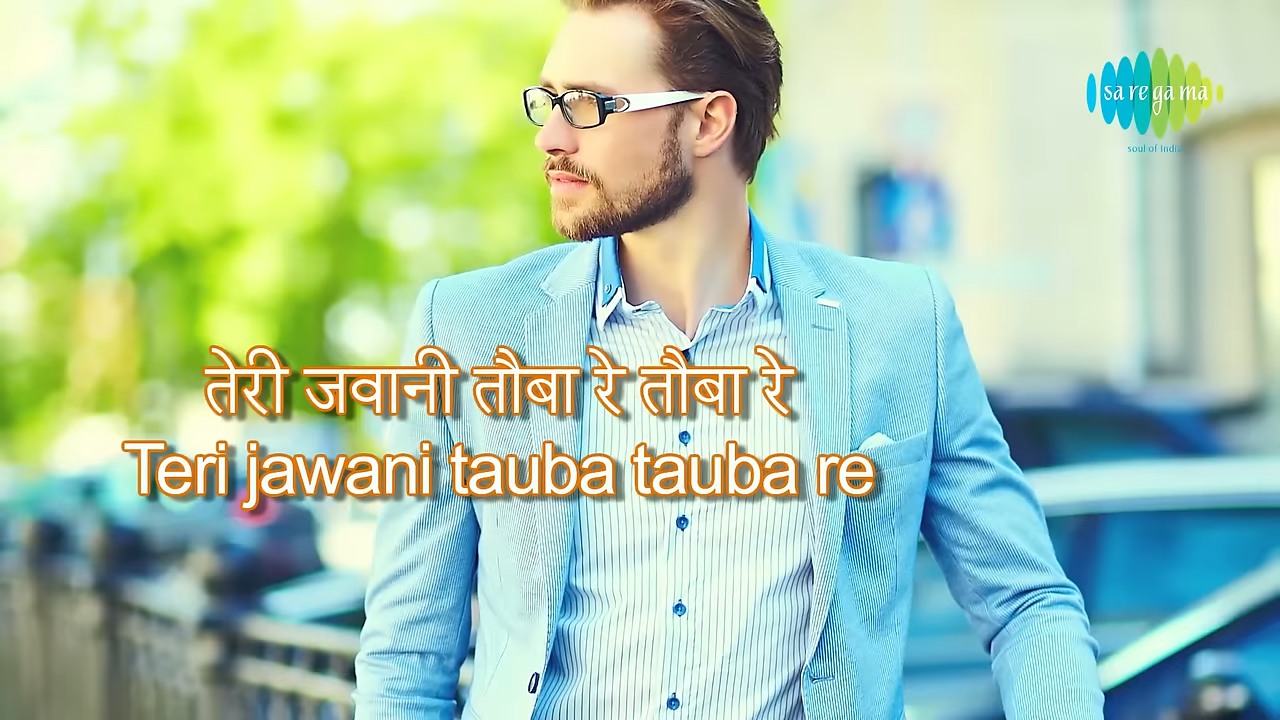 sa re ga ma
soul of India
तेरी जवानी तौबा रे तौबा रे
Teri jawani tauba tauba re